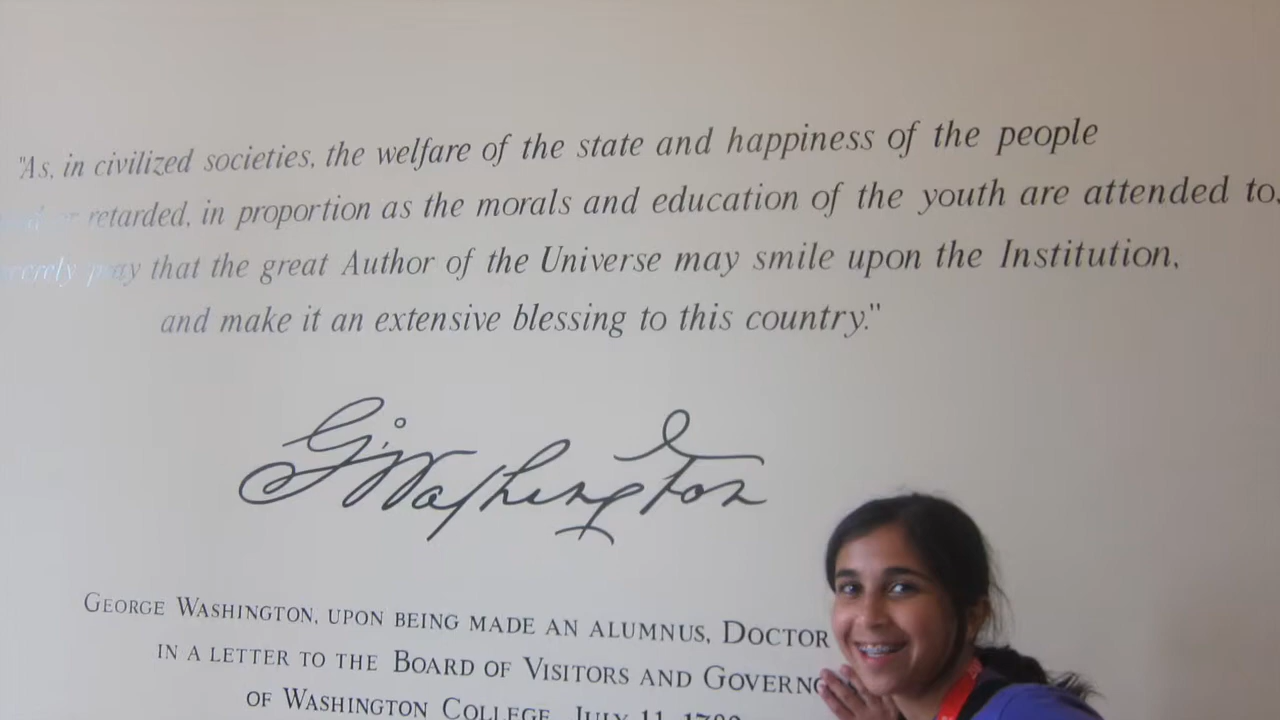 "As, in civilized societies, the welfare of the state and happiness of the people
retarded, in proportion as the morals and education of the youth are attended to,
that the great Author of the Universe may smile upon the Institution,
and make it an extensive blessing to this country."
G. Washington
GEORGE WASHINGTON, UPON BEING MADE AN ALUMNUS, DOCTOR
IN A LETTER TO THE BOARD OF VISITORS AND
OF WASHINGTON COLLEGE, JULY 11,